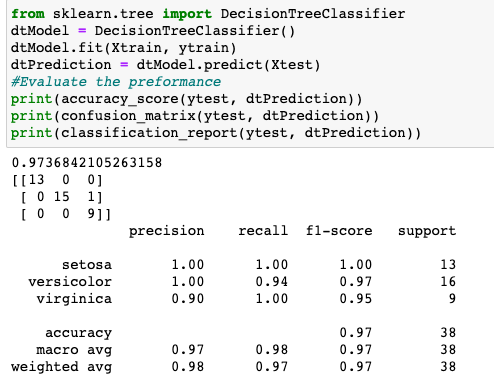 from sklearn.tree import DecisionTreeClassifier
dtModel = DecisionTreeClassifier()
dtModel.fit(Xtrain, ytrain)
dtPrediction = dtModel.predict(Xtest)
#Evaluate the preformance
print(accuracy_score(ytest, dtPrediction))
print(confusion_matrix(ytest, dtPrediction))
print(classification_report(ytest, dtPrediction))
0.9736842105263158
[[13  0  0]
 [ 0 15  1]
 [ 0  0  9]]
              precision    recall  f1-score   support
      setosa       1.00      1.00      1.00        13
  versicolor       1.00      0.94      0.97        16
   virginica       0.90      1.00      0.95         9
    accuracy                           0.97        38
   macro avg       0.97      0.98      0.97        38
weighted avg       0.98      0.97      0.97        38